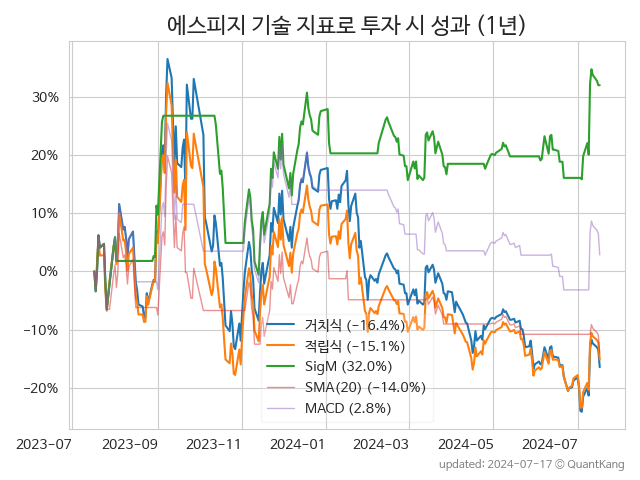 에스피지 기술 지표로 투자 시 성과 (1년)
30%
20%
10%
0%
−10%
−20%
거치식 (−16.4%)
적립식 (−15.1%)
SigM (32.0%)
SMA(20) (−14.0%)
MACD (2.8%)
2023-07 2023-09 2023-11 2024-01 2024-03 2024-05 2024-07
updated: 2024-07-17 ⓒ QuantKang